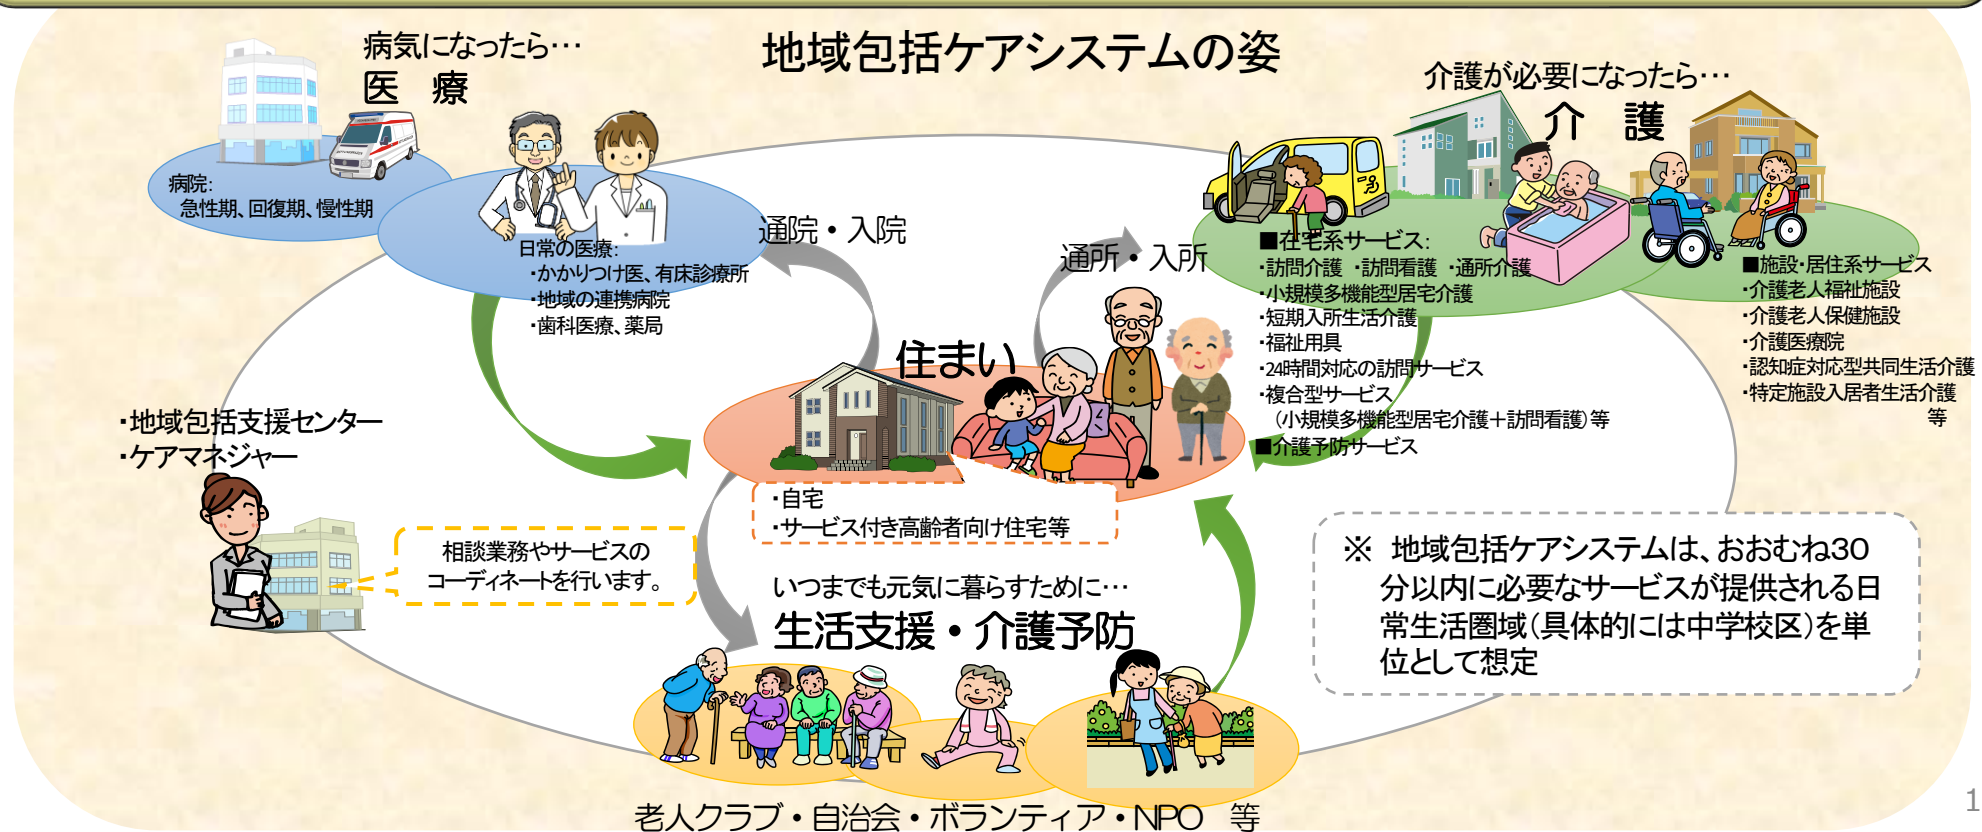 地域包括ケアシステムの姿
病気になったら…
医　療
病院：
急性期、回復期、慢性期
日常の医療：
・かかりつけ医、有床診療所
・地域の連携病院
・歯科医療、薬局
通院・入院
介護が必要になったら…
介　護
通所・入所
■在宅系サービス：
・訪問介護　・訪問看護　・通所介護
・小規模多機能型居宅介護
・短期入所生活介護
・福祉用具
・24時間対応の訪問サービス
・複合型サービス
（小規模多機能型居宅介護＋訪問看護）等
■介護予防サービス
■施設・居住系サービス
・介護老人福祉施設
・介護老人保健施設
・介護医療院
・認知症対応型共同生活介護
・特定施設入居者生活介護
等
住まい
・自宅
・サービス付き高齢者向け住宅等
・地域包括支援センター
・ケアマネジャー
相談業務やサービスの
コーディネートを行います。
いつまでも元気に暮らすために…
生活支援・介護予防
老人クラブ・自治会・ボランティア・NPO　等
※　地域包括ケアシステムは、おおむね30
分以内に必要なサービスが提供される日
常生活圏域（具体的には中学校区）を単
位として想定
1